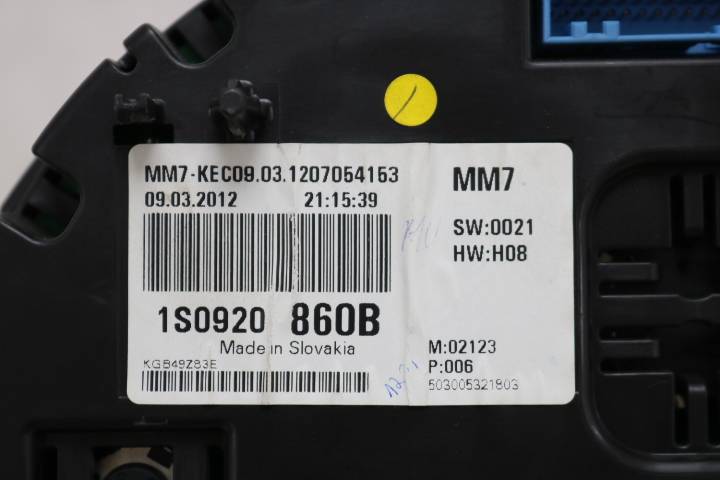 MM7-KEC09.03.1207054153
09.03.2012 21:15:39
MM7
SW:0021
HW:H08
1S0920 860B
Made in Slovakia
KGB49Z83E
M:02123
P:006
503005321803